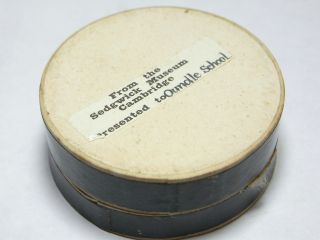 From the
Sedgwick Museum
Cambridge
Presented to Oundle School